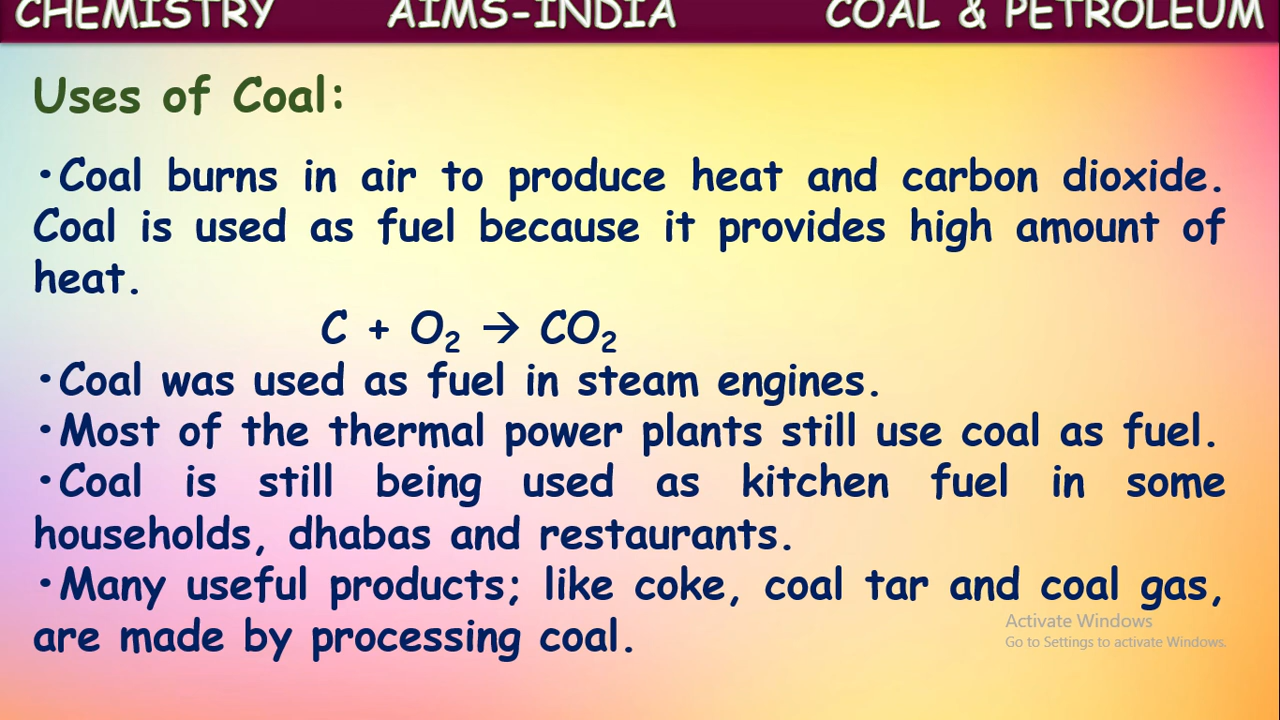 CHEMISTRY AIMS-INDIA COAL & PETROLEUM
Uses of Coal:
•Coal burns in air to produce heat and carbon dioxide.
Coal is used as fuel because it provides high amount of
heat.
C + O₂ → CO₂
•Coal was used as fuel in steam engines.
•Most of the thermal power plants still use coal as fuel.
•Coal is still being used as kitchen fuel in some
households, dhabas and restaurants.
•Many useful products; like coke, coal tar and coal gas,
are made by processing coal.
Activate Windows
Go to Settings to activate Windows.